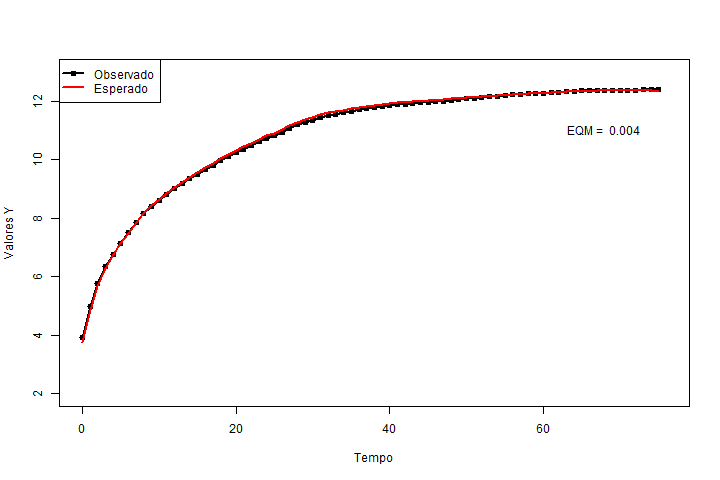 Observado
Esperado
EQM = 0.004
Valores Y
12
10
8
6
4
2
0
20
40
60
Tempo